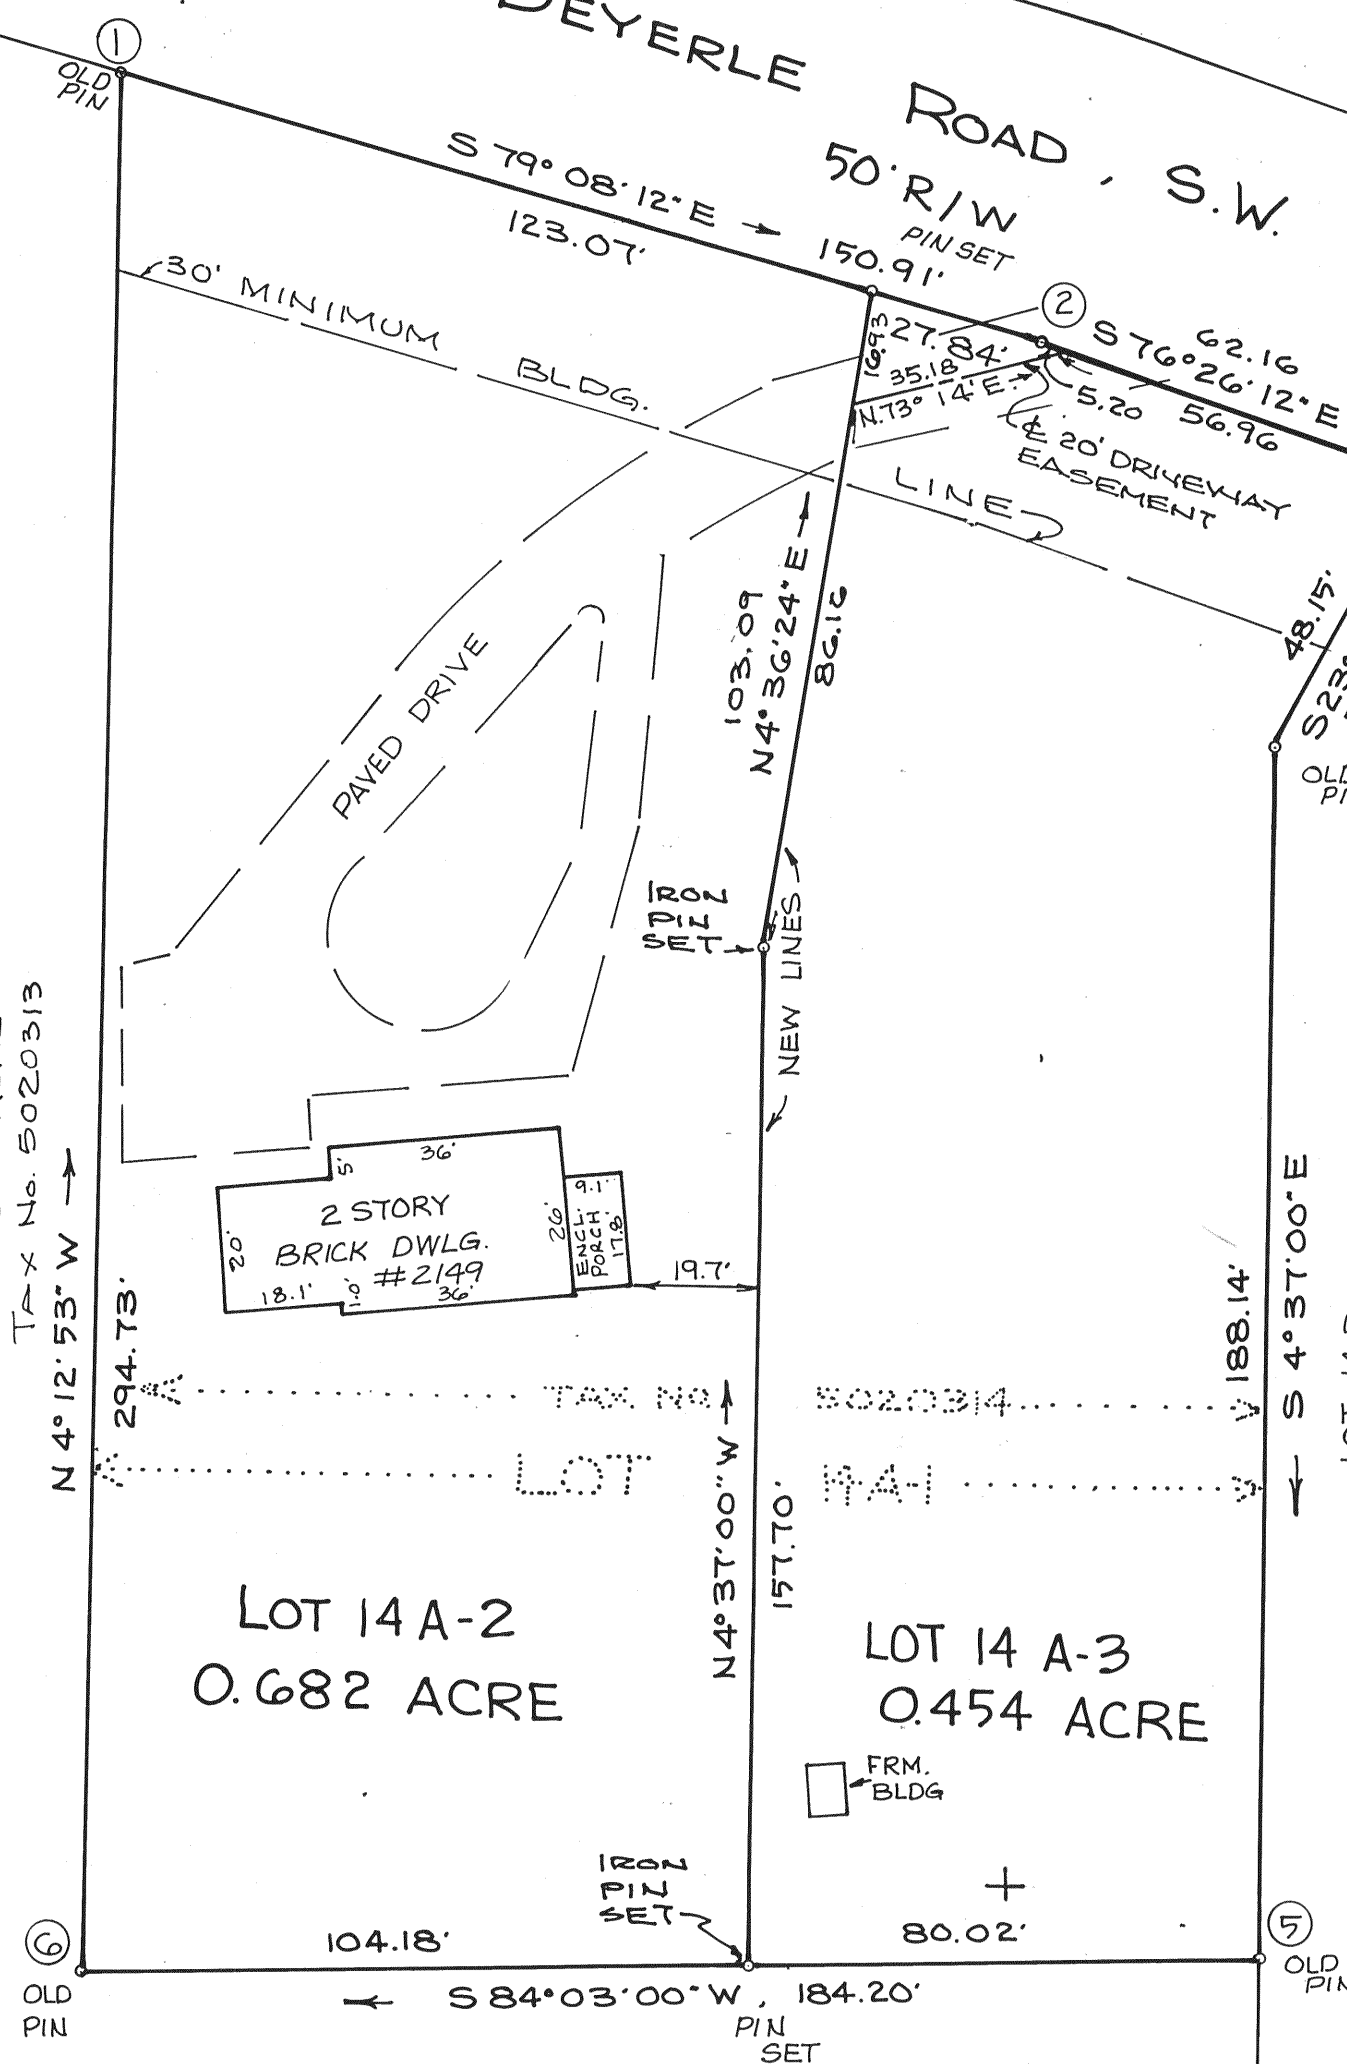 DEYERLE ROAD, S.W.
50' R/W
PIN SET
1
OLD
PIN
S 79° 08' 12" E
123.07'
150.91'
2
62.16
S 76° 26' 12" E
5.20
56.96
27.84'
16.93
35.18
N.73° 14' E.
℄ 20' DRIVEWAY
EASEMENT
30' MINIMUM BLDG. LINE
48.15'
OLD
PAVED DRIVE
103.09
N 4° 36' 24" E
86.16
IRON
PIN
SET
NEW LINES
TAX No. 5020313
N 4° 12' 53" W
294.73'
36'
5'
2 STORY
BRICK DWLG.
#2149
20'
18.1'
1.0'
36'
26'
9.1'
ENCL.
PORCH
17.8'
19.7'
188.14'
S 4° 37' 00" E
TAX No. 5020314
LOT 14A-1
N 4° 37' 00" W
157.70'
LOT 14 A-2
0.682 ACRE
LOT 14 A-3
0.454 ACRE
FRM.
BLDG
IRON
PIN
SET
6
OLD
PIN
104.18'
80.02'
5
OLD
S 84° 03' 00" W, 184.20'
PIN
SET